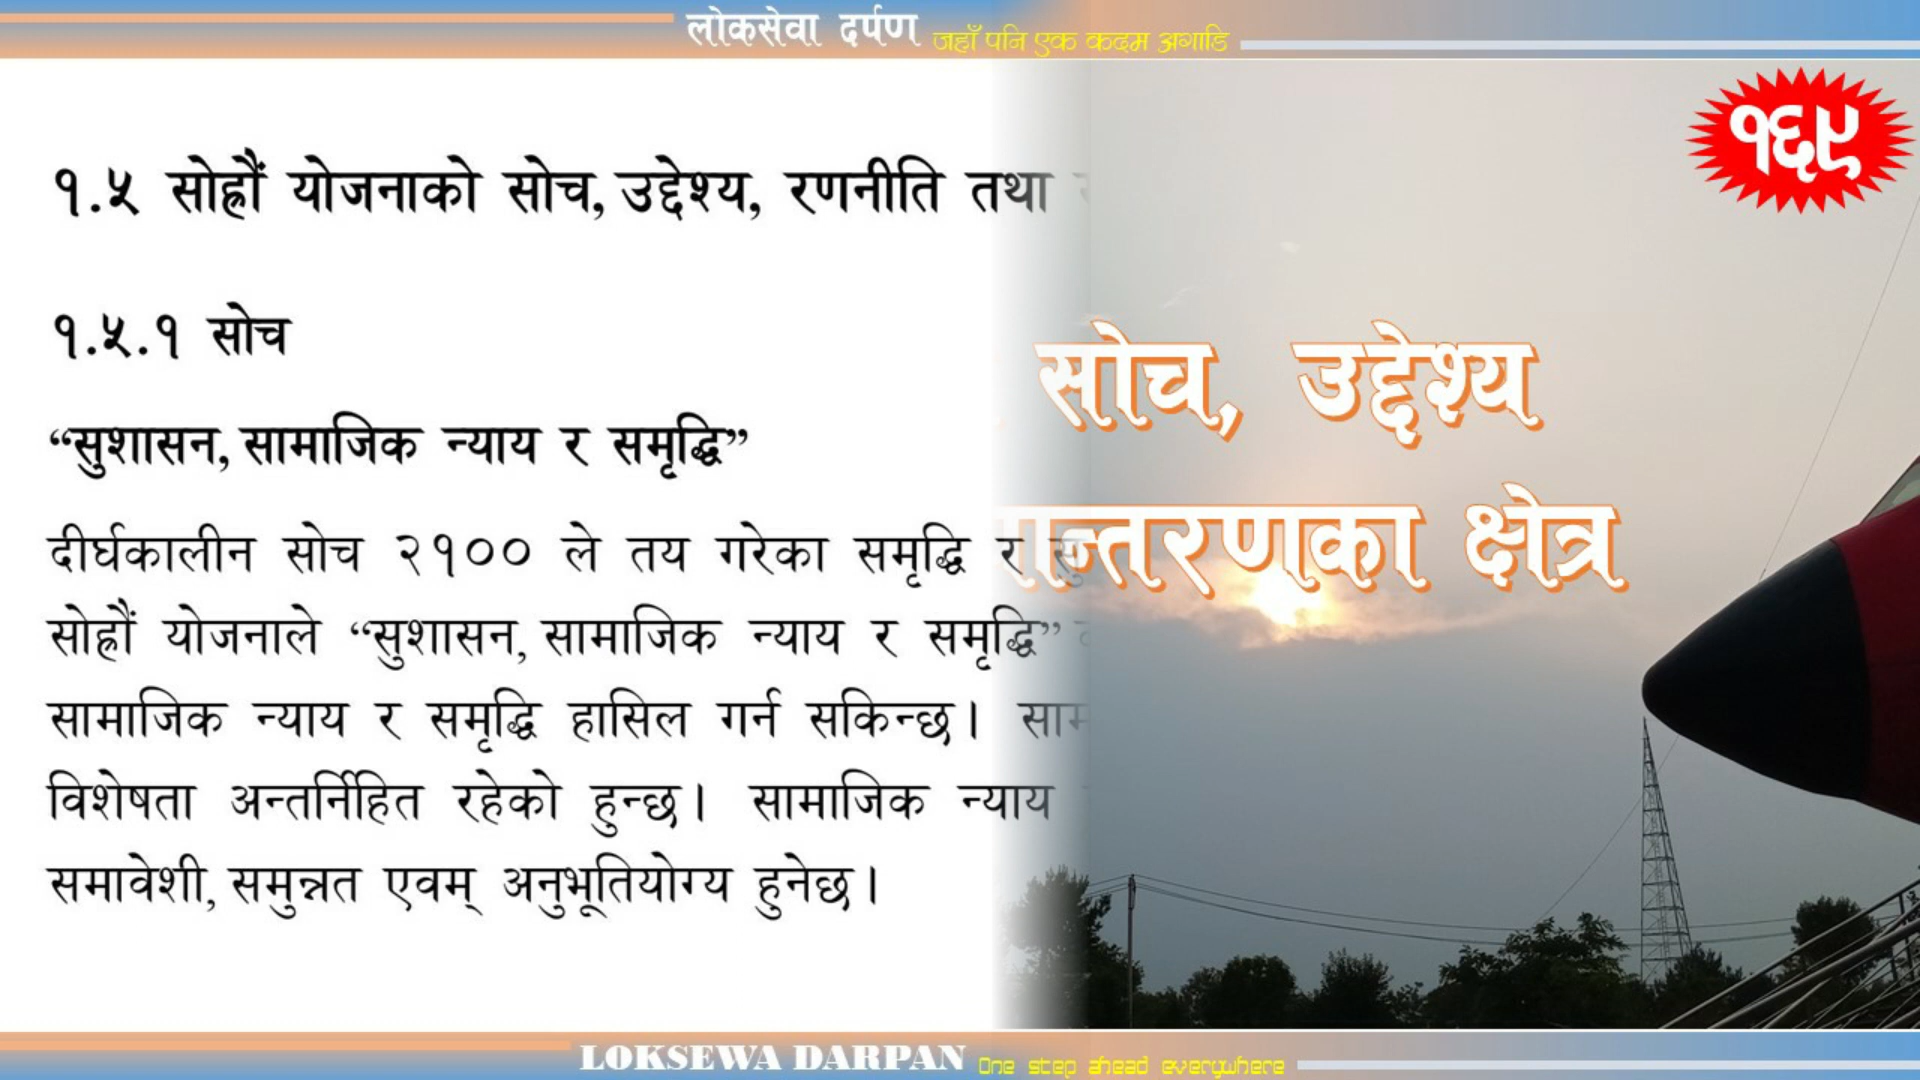 लोकसेवा दर्पण जहाँ पनि एक कदम अगाडि
१६९
१.५ सोह्रौं योजनाको सोच, उद्देश्य, रणनीति तथा
१.५.१ सोच
“सुशासन, सामाजिक न्याय र समृद्धि”
दीर्घकालीन सोच २१०० ले तय गरेका समृद्धि र
सोह्रौं योजनाले “सुशासन, सामाजिक न्याय र समृद्धि”
सामाजिक न्याय र समृद्धि हासिल गर्न सकिन्छ।
विशेषता अन्तर्निहित रहेको हुन्छ। सामाजिक न्याय
समावेशी, समुन्नत एवम् अनुभूतियोग्य हुनेछ।
सोच, उद्देश्य
ान्तरणका क्षेत्र
LOKSEWA DARPAN One step ahead everywhere